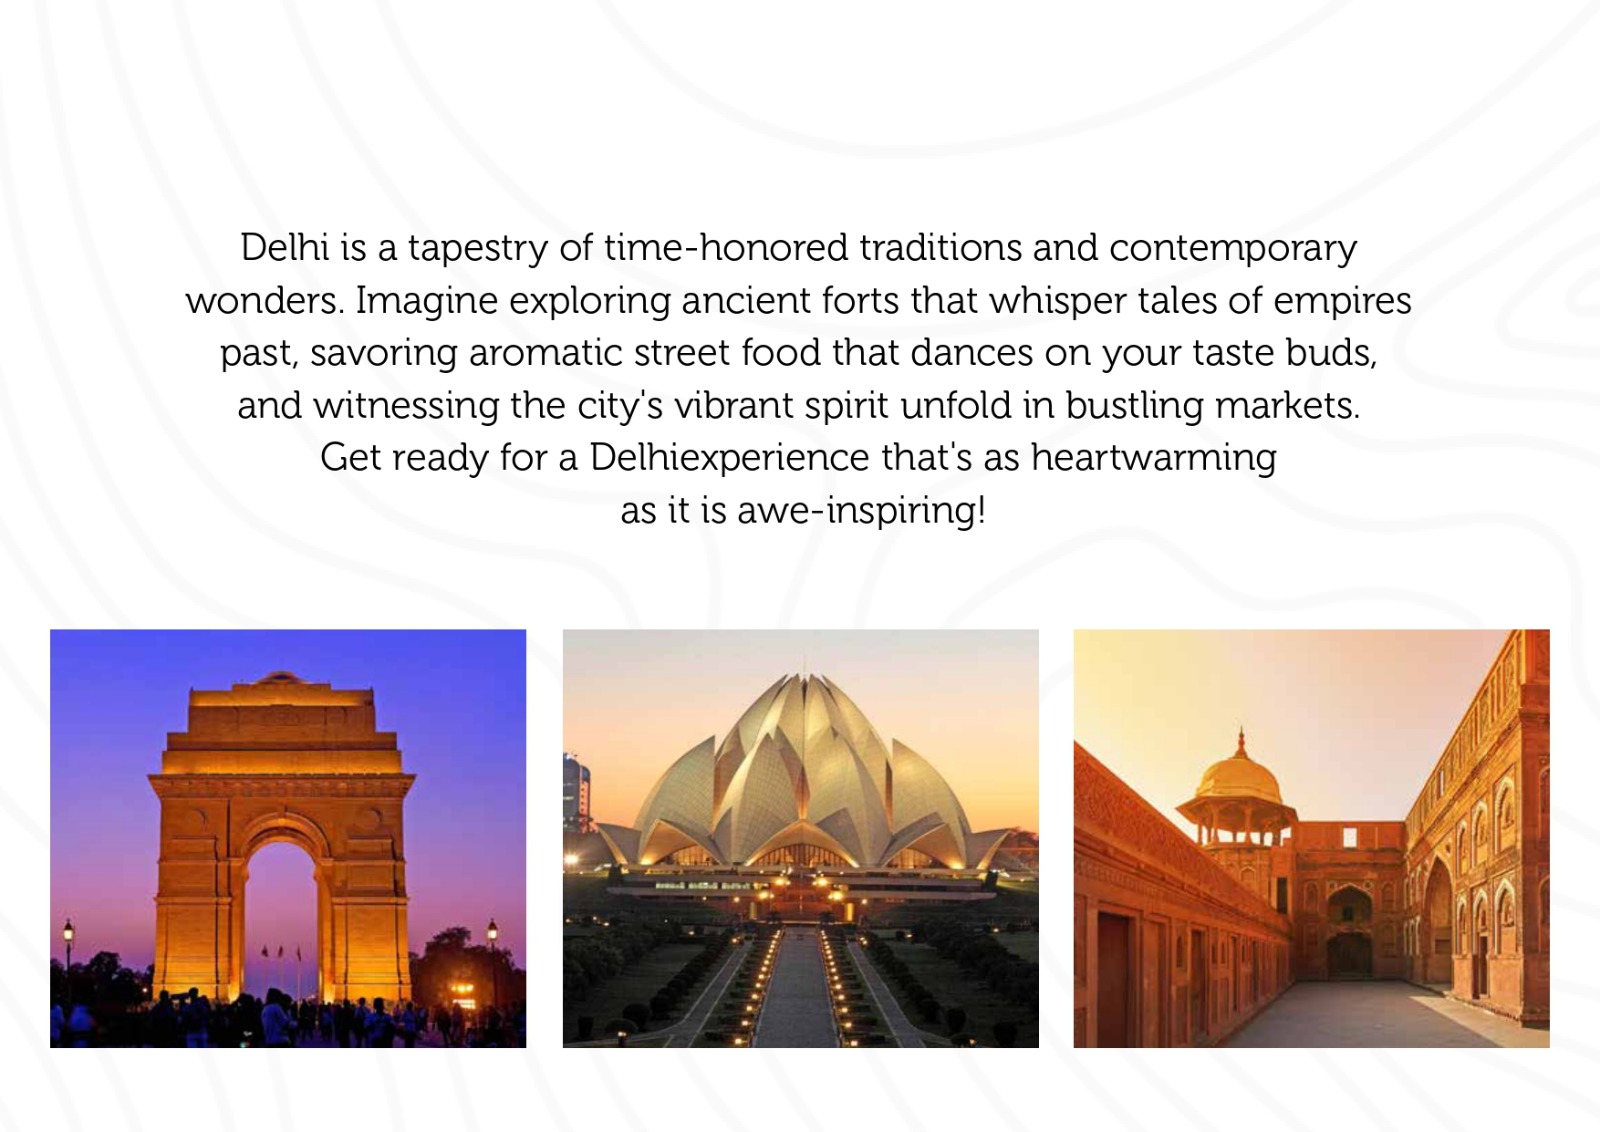 Delhi is a tapestry of time-honored traditions and contemporary
wonders. Imagine exploring ancient forts that whisper tales of empires
past, savoring aromatic street food that dances on your taste buds,
and witnessing the city's vibrant spirit unfold in bustling markets.
Get ready for a Delhiexperience that's as heartwarming
as it is awe-inspiring!